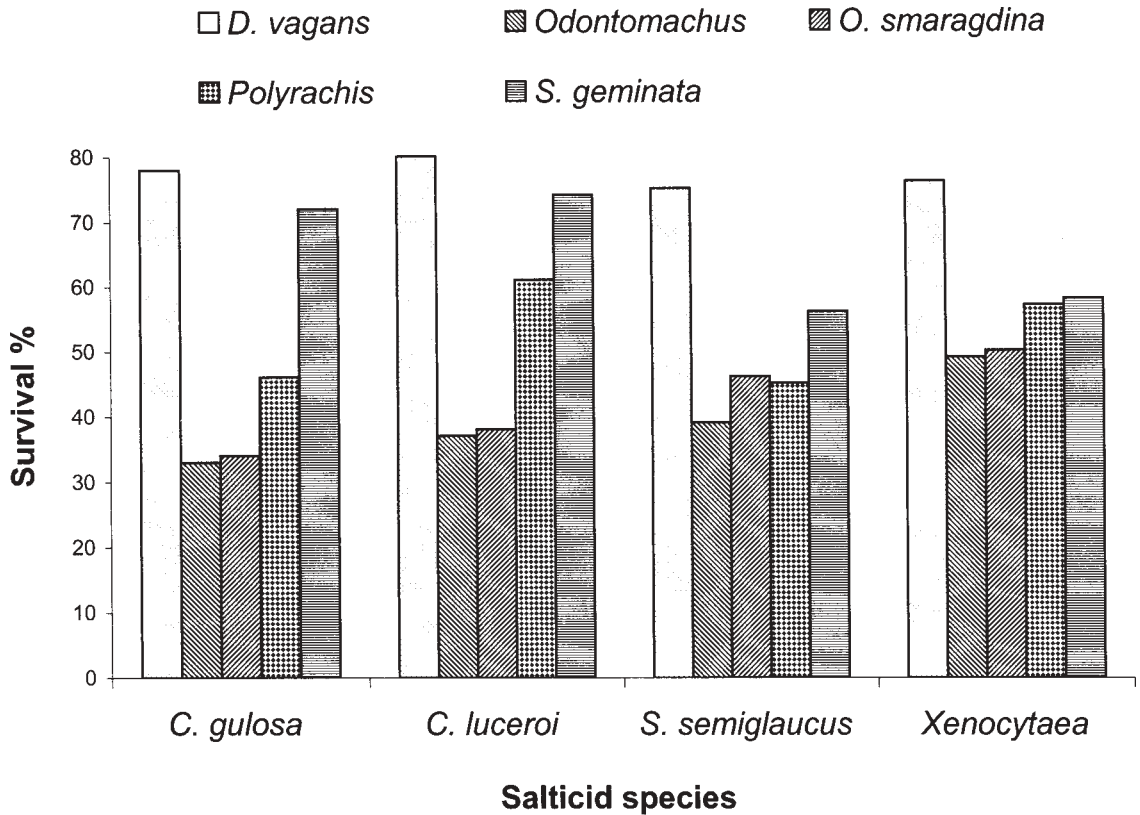 D. vagans Odontomachus O. smaragdina
Polyrachis S. geminata
80
70
60
50
40
30
20
10
0
Survival %
C. gulosa C. luceroi S. semiglaucus Xenocytaea
Salticid species